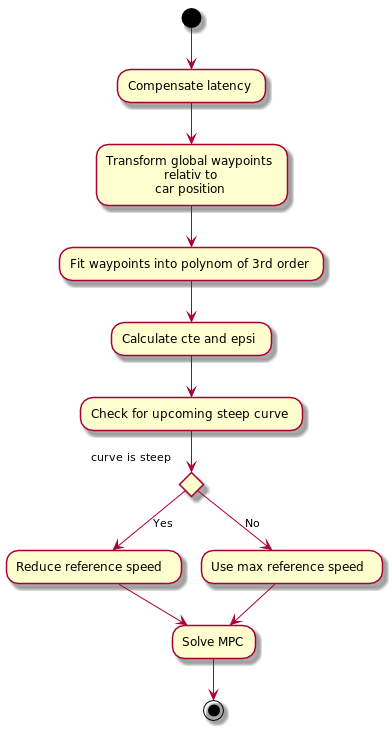 Compensate latency
Transform global waypoints
relativ to
car position
Fit waypoints into polynom of 3rd order
Calculate cte and epsi
Check for upcoming steep curve
curve is steep
Yes
No
Reduce reference speed
Use max reference speed
Solve MPC